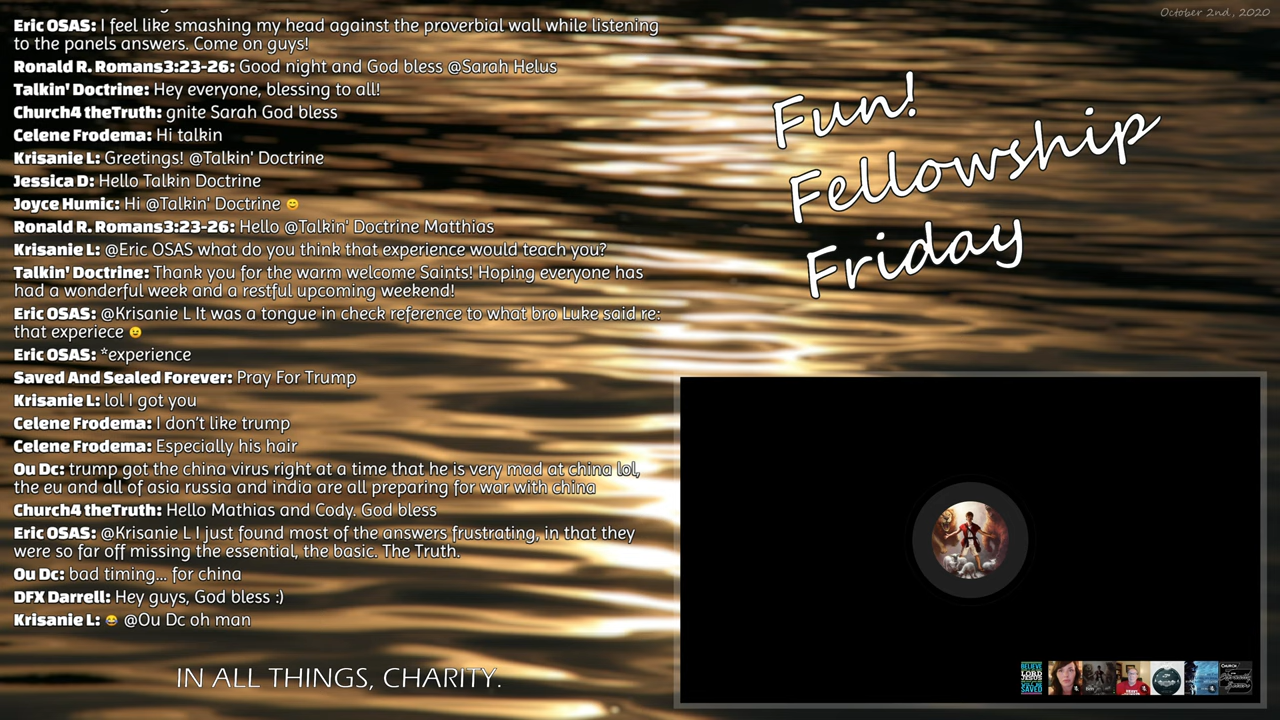 October 2nd, 2020
Eric OSAS: I feel like smashing my head against the proverbial wall while listening
to the panels answers. Come on guys!
Ronald R. Romans3:23-26: Good night and God bless @Sarah Helus
Talkin' Doctrine: Hey everyone, blessing to all!
Church4 theTruth: gnite Sarah God bless
Celene Frodema: Hi talkin
Krisanie L: Greetings! @Talkin' Doctrine
Jessica D: Hello Talkin Doctrine
Joyce Humic: Hi @Talkin' Doctrine 😊
Ronald R. Romans3:23-26: Hello @Talkin' Doctrine Matthias
Krisanie L: @Eric OSAS what do you think that experience would teach you?
Talkin' Doctrine: Thank you for the warm welcome Saints! Hoping everyone has
had a wonderful week and a restful upcoming weekend!
Eric OSAS: @Krisanie L It was a tongue in check reference to what bro Luke said re:
that experiece 😉
Eric OSAS: *experience
Saved And Sealed Forever: Pray For Trump
Krisanie L: lol I got you
Celene Frodema: I don’t like trump
Celene Frodema: Especially his hair
Ou Dc: trump got the china virus right at a time that he is very mad at china lol,
the eu and all of asia russia and india are all preparing for war with china
Church4 theTruth: Hello Mathias and Cody. God bless
Eric OSAS: @Krisanie L I just found most of the answers frustrating, in that they
were so far off missing the essential, the basic. The Truth.
Ou Dc: bad timing... for china
DFX Darrell: Hey guys, God bless :)
Krisanie L: 😂 @Ou Dc oh man
IN ALL THINGS, CHARITY.
Fun!
Fellowship
Friday
BELIEVE
LORD
JESUS
SAVED
CHURCH